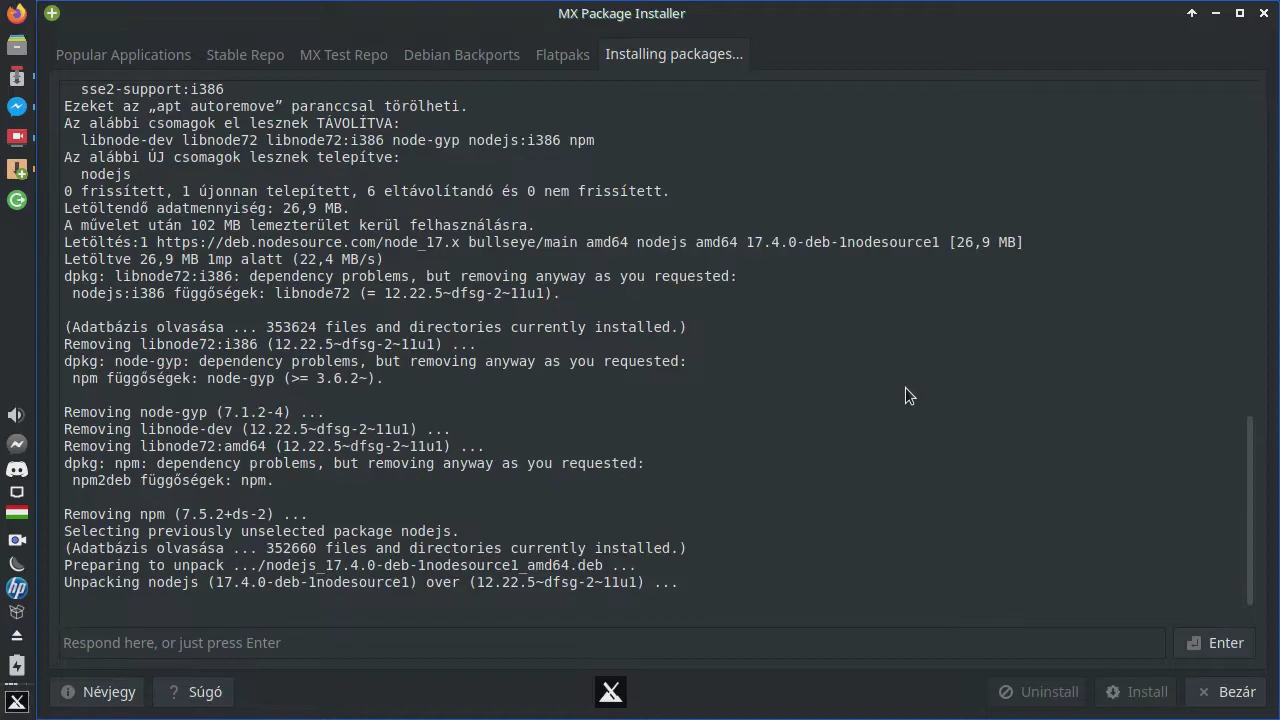 MX Package Installer
Popular Applications Stable Repo MX Test Repo Debian Backports Flatpaks Installing packages...
sse2-support:i386
Ezeket az „apt autoremove” paranccsal törölheti.
Az alábbi csomagok el lesznek TÁVOLÍTVA:
libnode-dev libnode72 libnode72:i386 node-gyp nodejs:i386 npm
Az alábbi ÚJ csomagok lesznek telepítve:
nodejs
0 frissített, 1 újonnan telepített, 6 eltávolítandó és 0 nem frissített.
Letöltendő adatmennyiség: 26,9 MB.
A művelet után 102 MB lemezterület kerül felhasználásra.
Letöltés:1 https://deb.nodesource.com/node_17.x bullseye/main amd64 nodejs amd64 17.4.0-deb-1nodesource1 [26,9 MB]
Letöltve 26,9 MB 1mp alatt (22,4 MB/s)
dpkg: libnode72:i386: dependency problems, but removing anyway as you requested:
nodejs:i386 függőségek: libnode72 (= 12.22.5~dfsg-2~11u1).
(Adatbázis olvasása ... 353624 files and directories currently installed.)
Removing libnode72:i386 (12.22.5~dfsg-2~11u1) ...
dpkg: node-gyp: dependency problems, but removing anyway as you requested:
npm függőségek: node-gyp (>= 3.6.2~).
Removing node-gyp (7.1.2-4) ...
Removing libnode-dev (12.22.5~dfsg-2~11u1) ...
Removing libnode72:amd64 (12.22.5~dfsg-2~11u1) ...
dpkg: npm: dependency problems, but removing anyway as you requested:
npm2deb függőségek: npm.
Removing npm (7.5.2+ds-2) ...
Selecting previously unselected package nodejs.
(Adatbázis olvasása ... 352660 files and directories currently installed.)
Preparing to unpack .../nodejs_17.4.0-deb-1nodesource1_amd64.deb ...
Unpacking nodejs (17.4.0-deb-1nodesource1) over (12.22.5~dfsg-2~11u1) ...
Respond here, or just press Enter Enter
Névjegy Súgó Uninstall Install Bezár
hp